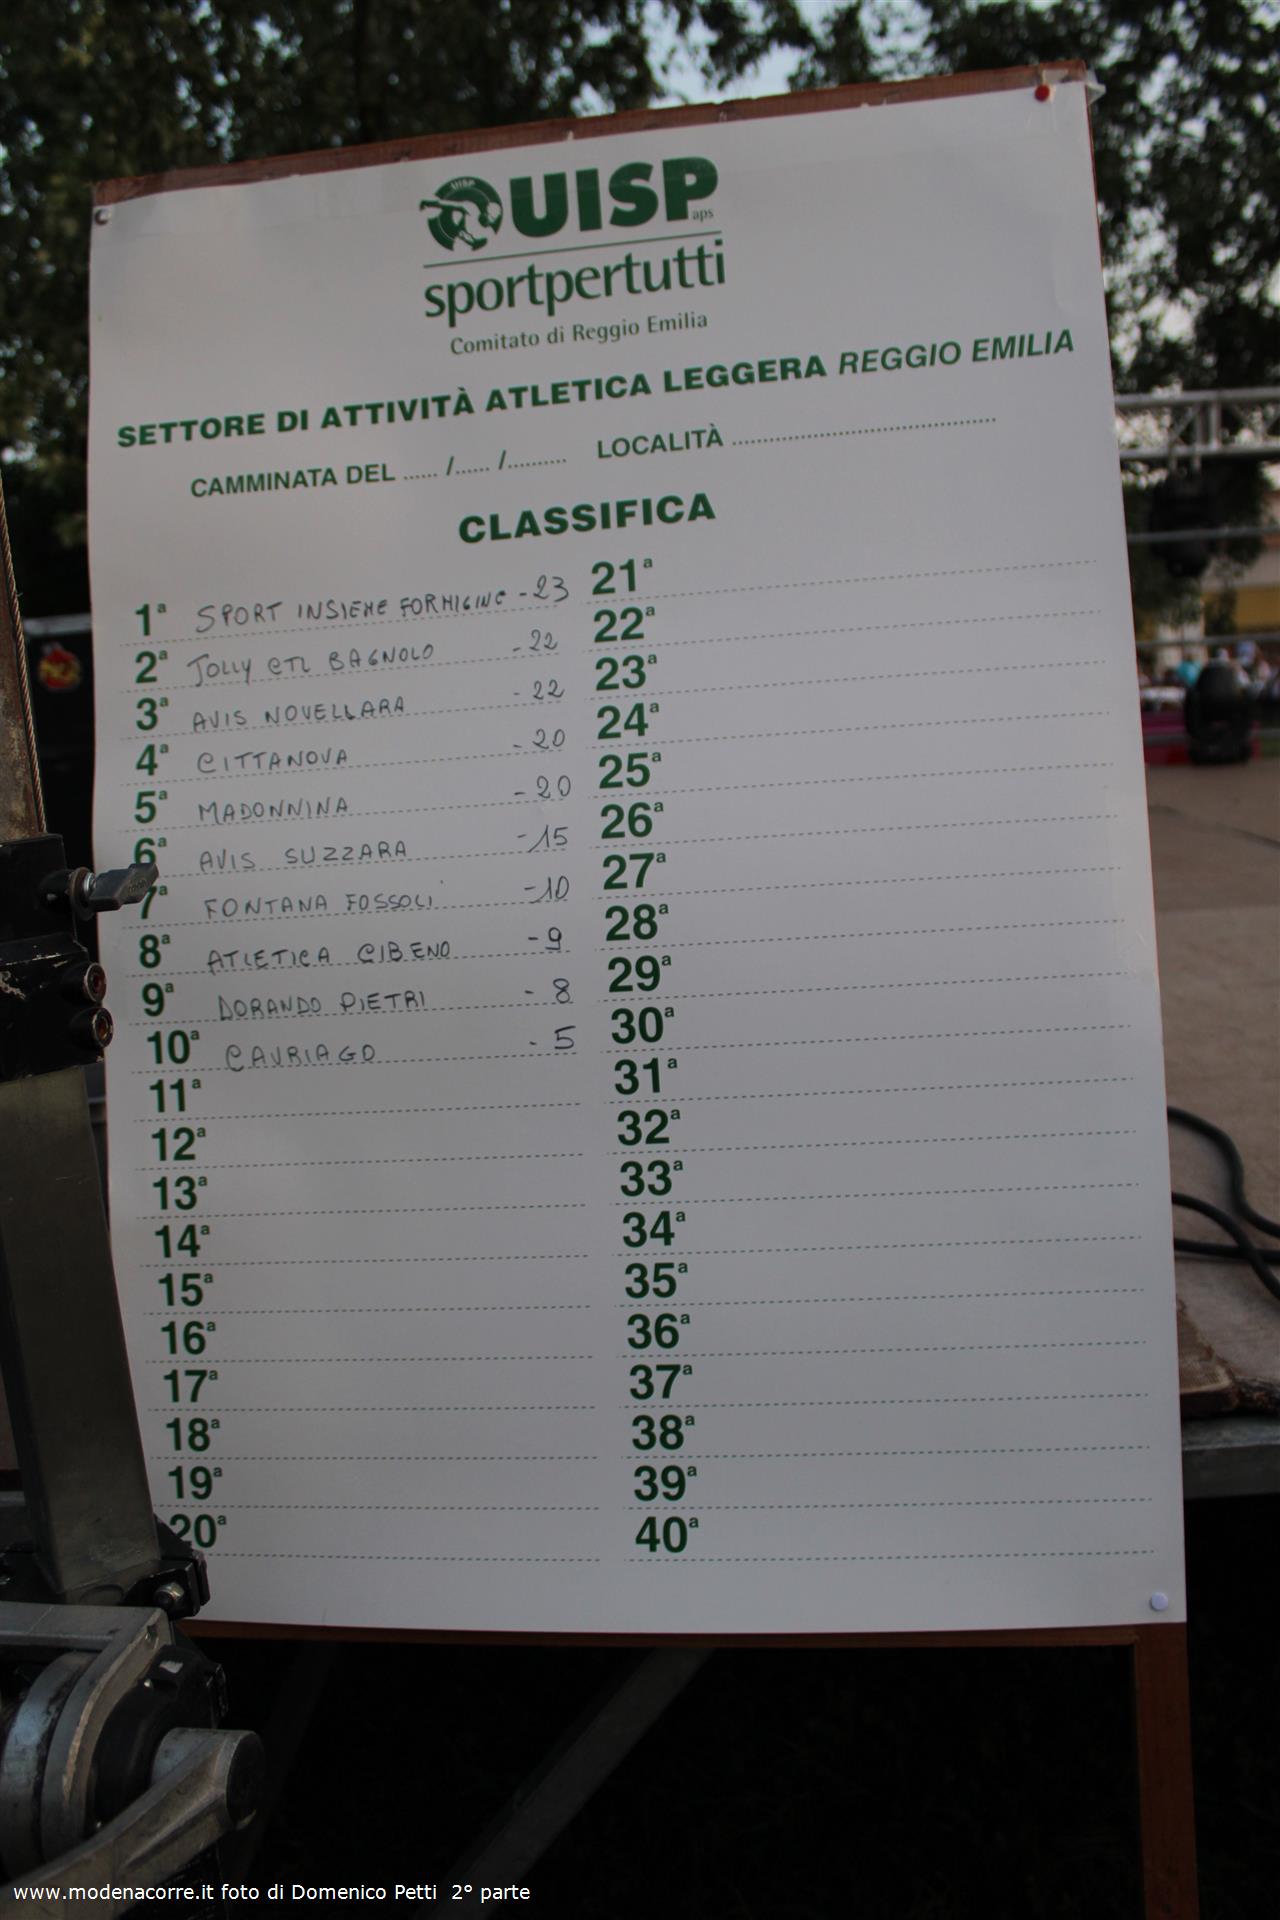 UISP
UISP aps
sportpertutti
Comitato di Reggio Emilia
SETTORE DI ATTIVITÀ ATLETICA LEGGERA REGGIO EMILIA
CAMMINATA DEL ...... /...... /.......... LOCALITÀ ..........................................
CLASSIFICA
1ª SPORT INSIEME FORMIGINE - 23
2ª JOLLY CTL BAGNOLO - 22
3ª AVIS NOVELLARA - 22
4ª CITTANOVA - 20
5ª MADONNINA - 20
6ª AVIS SUZZARA - 15
7ª FONTANA FOSSOLI - 10
8ª ATLETICA CIBENO - 9
9ª DORANDO PIETRI - 8
10ª CAVRIAGO - 5
11ª
12ª
13ª
14ª
15ª
16ª
17ª
18ª
19ª
20ª
21ª
22ª
23ª
24ª
25ª
26ª
27ª
28ª
29ª
30ª
31ª
32ª
33ª
34ª
35ª
36ª
37ª
38ª
39ª
40ª
www.modenacorre.it foto di Domenico Petti 2° parte